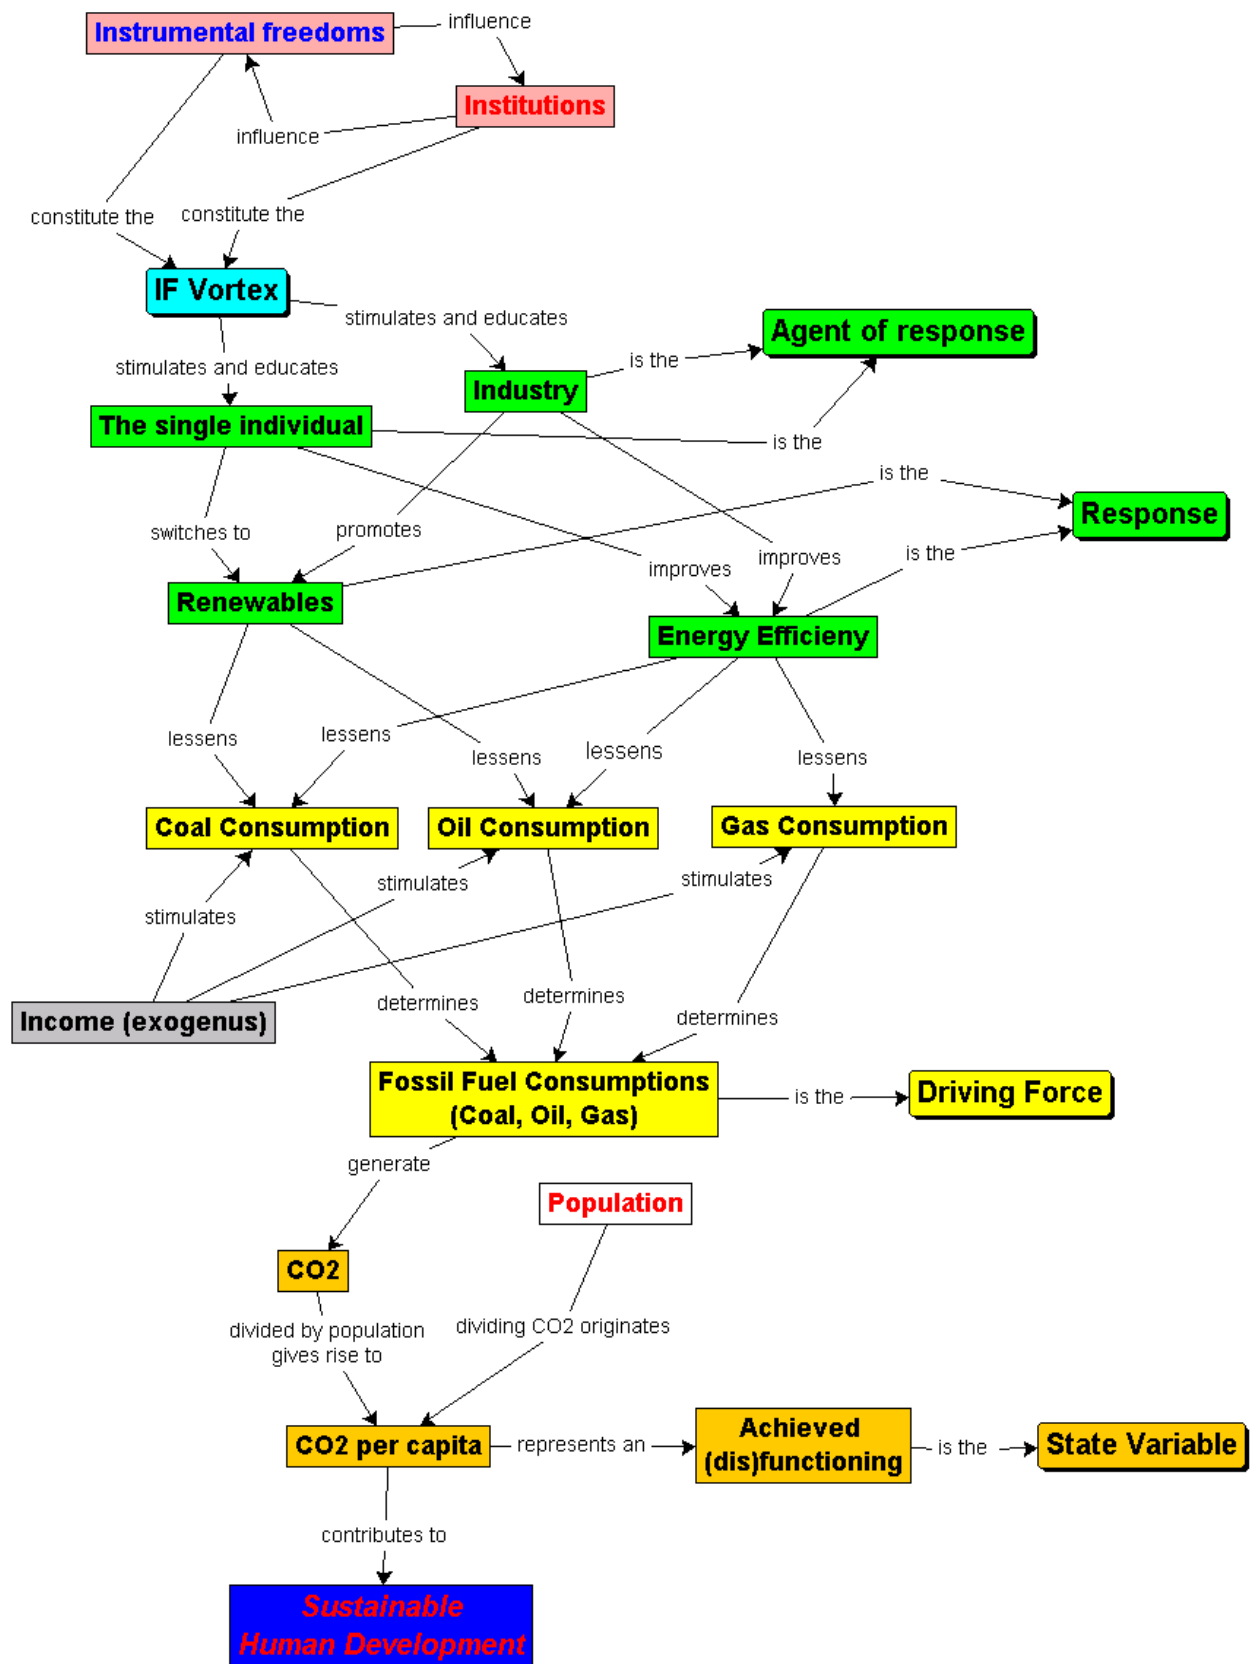 Instrumental freedoms
influence
Institutions
influence
constitute the
constitute the
IF Vortex
stimulates and educates
Agent of response
is the
stimulates and educates
Industry
The single individual
is the
is the
Response
switches to
promotes
is the
improves
improves
Renewables
Energy Efficieny
lessens
lessens
lessens
lessens
lessens
Coal Consumption
Oil Consumption
Gas Consumption
stimulates
stimulates
stimulates
determines
determines
determines
Income (exogenus)
Fossil Fuel Consumptions
(Coal, Oil, Gas)
is the
Driving Force
generate
Population
CO2
divided by population
gives rise to
dividing CO2 originates
CO2 per capita
represents an
Achieved
(dis)functioning
is the
State Variable
contributes to
Sustainable
Human Development